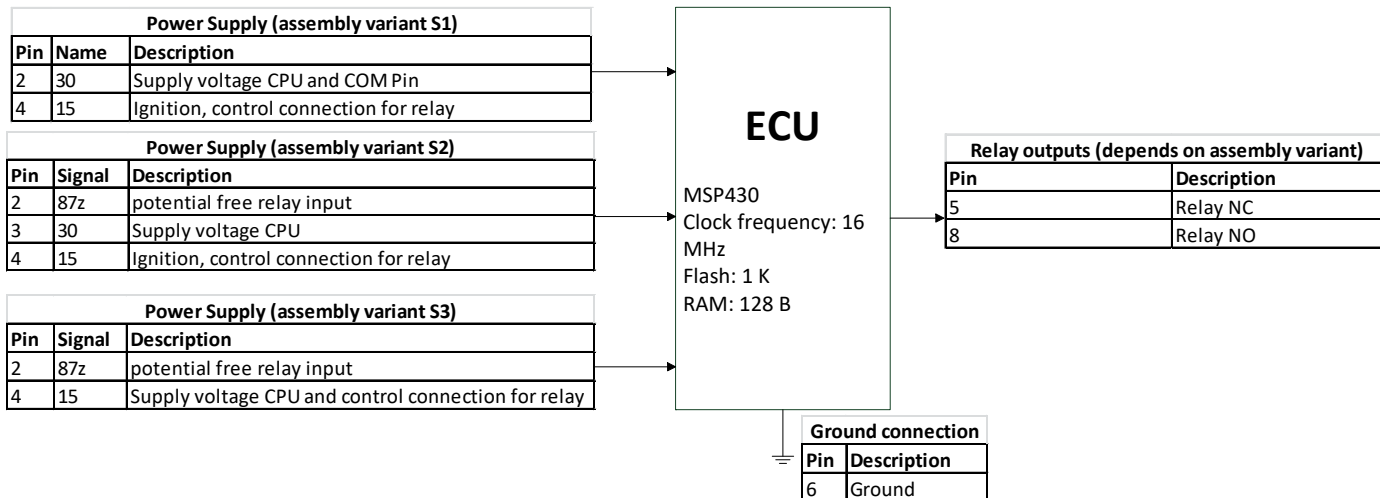 Power Supply (assembly variant S1)
Pin Name Description
2 30 Supply voltage CPU and COM Pin
4 15 Ignition, control connection for relay
Power Supply (assembly variant S2)
Pin Signal Description
2 87z potential free relay input
3 30 Supply voltage CPU
4 15 Ignition, control connection for relay
Power Supply (assembly variant S3)
Pin Signal Description
2 87z potential free relay input
4 15 Supply voltage CPU and control connection for relay
ECU
MSP430
Clock frequency: 16
MHz
Flash: 1 K
RAM: 128 B
Relay outputs (depends on assembly variant)
Pin Description
5 Relay NC
8 Relay NO
Ground connection
Pin Description
6 Ground